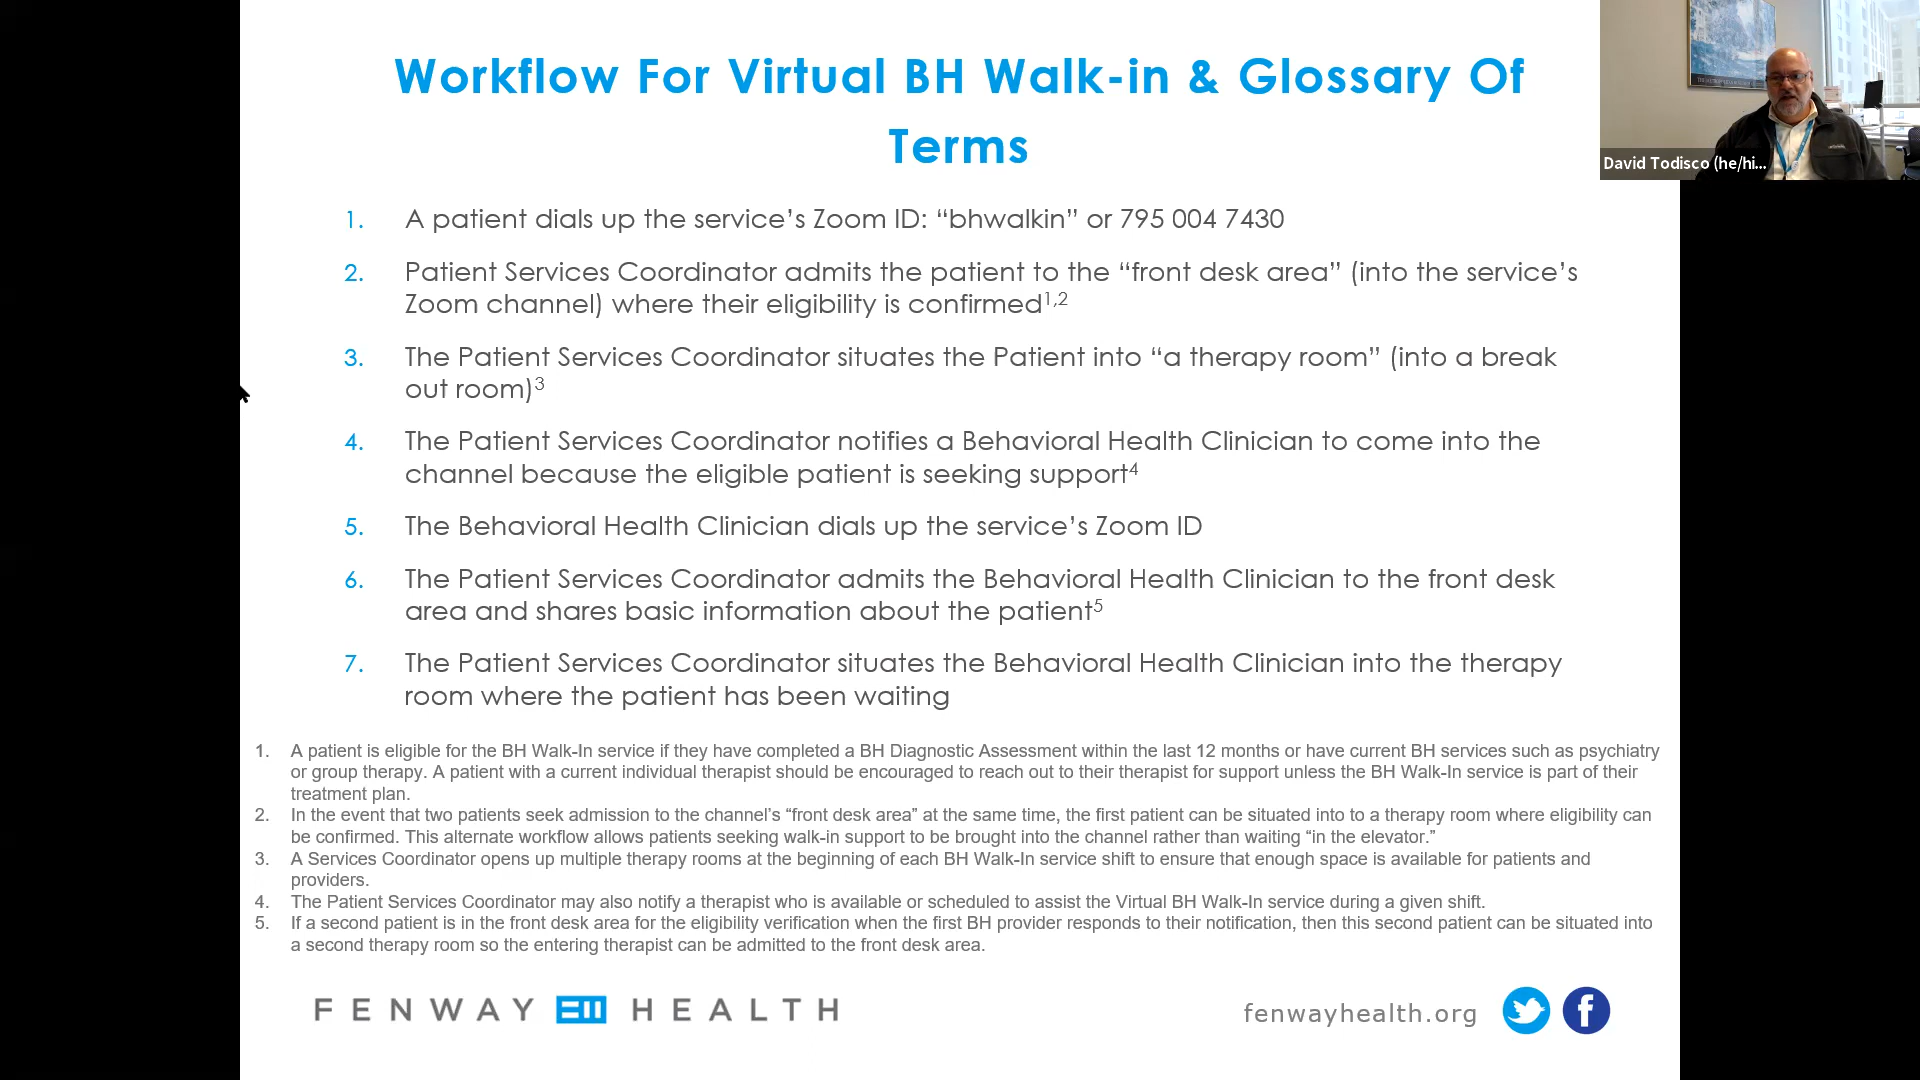 Workflow For Virtual BH Walk-in & Glossary Of
Terms
David Todisco (he/hi...
1. A patient dials up the service’s Zoom ID: “bhwalkin” or 795 004 7430
2. Patient Services Coordinator admits the patient to the “front desk area” (into the service’s
Zoom channel) where their eligibility is confirmed1,2
3. The Patient Services Coordinator situates the Patient into “a therapy room” (into a break
out room)3
4. The Patient Services Coordinator notifies a Behavioral Health Clinician to come into the
channel because the eligible patient is seeking support4
5. The Behavioral Health Clinician dials up the service’s Zoom ID
6. The Patient Services Coordinator admits the Behavioral Health Clinician to the front desk
area and shares basic information about the patient5
7. The Patient Services Coordinator situates the Behavioral Health Clinician into the therapy
room where the patient has been waiting
1. A patient is eligible for the BH Walk-In service if they have completed a BH Diagnostic Assessment within the last 12 months or have current BH services such as psychiatry
or group therapy. A patient with a current individual therapist should be encouraged to reach out to their therapist for support unless the BH Walk-In service is part of their
treatment plan.
2. In the event that two patients seek admission to the channel’s “front desk area” at the same time, the first patient can be situated into to a therapy room where eligibility can
be confirmed. This alternate workflow allows patients seeking walk-in support to be brought into the channel rather than waiting “in the elevator.”
3. A Services Coordinator opens up multiple therapy rooms at the beginning of each BH Walk-In service shift to ensure that enough space is available for patients and
providers.
4. The Patient Services Coordinator may also notify a therapist who is available or scheduled to assist the Virtual BH Walk-In service during a given shift.
5. If a second patient is in the front desk area for the eligibility verification when the first BH provider responds to their notification, then this second patient can be situated into
a second therapy room so the entering therapist can be admitted to the front desk area.
FENWAY HEALTH
fenwayhealth.org